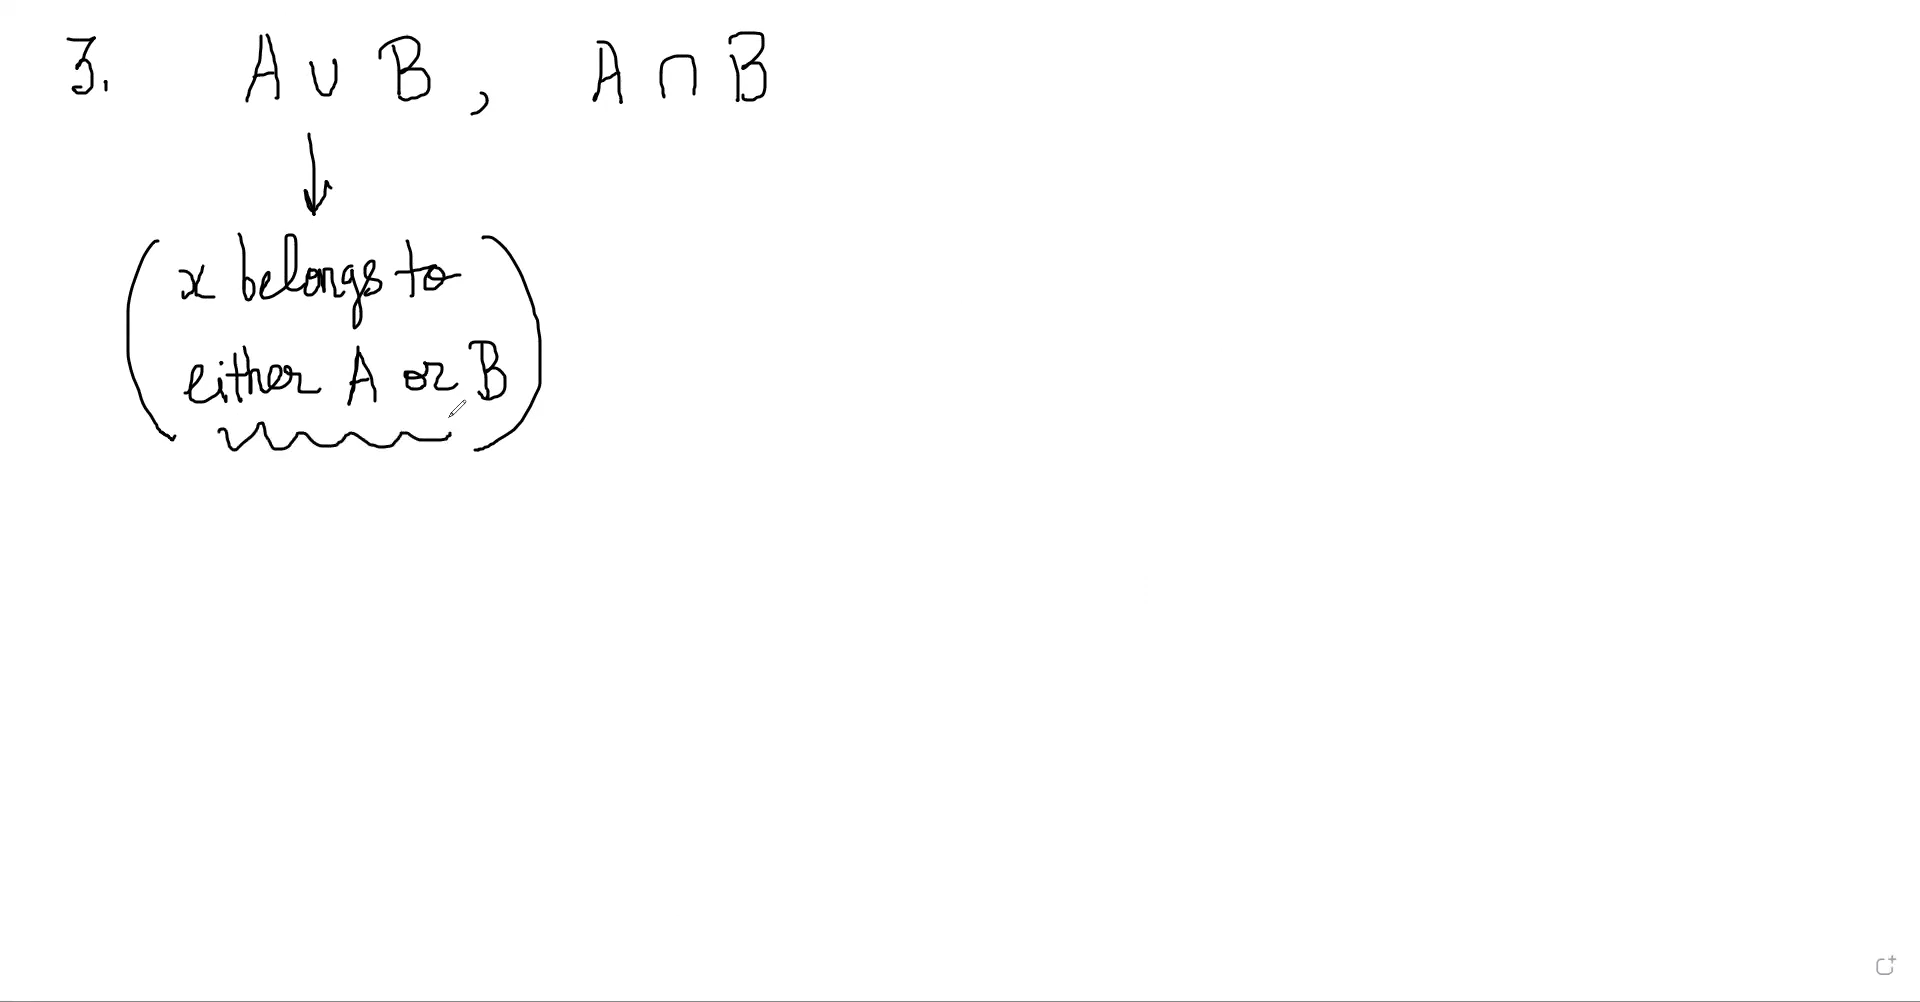 3. A ∪ B, A ∩ B
x belongs to
either A or B